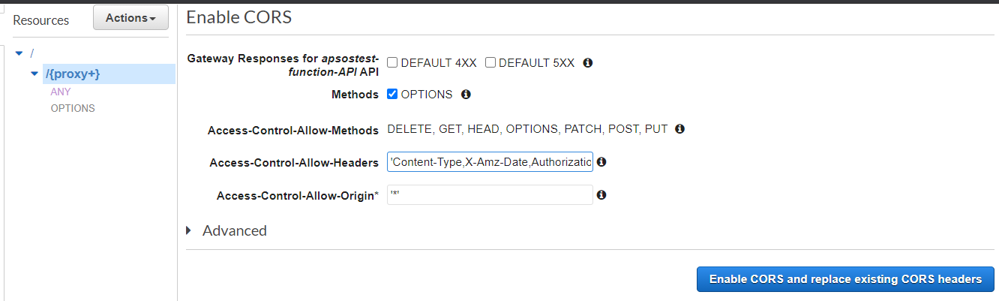 Resources
Actions
/
/{proxy+}
ANY
OPTIONS
Enable CORS
Gateway Responses for apsostest-
function-API API
DEFAULT 4XX DEFAULT 5XX
Methods OPTIONS
Access-Control-Allow-Methods DELETE, GET, HEAD, OPTIONS, PATCH, POST, PUT
Access-Control-Allow-Headers 'Content-Type,X-Amz-Date,Authorizatic
Access-Control-Allow-Origin* '*'
Advanced
Enable CORS and replace existing CORS headers